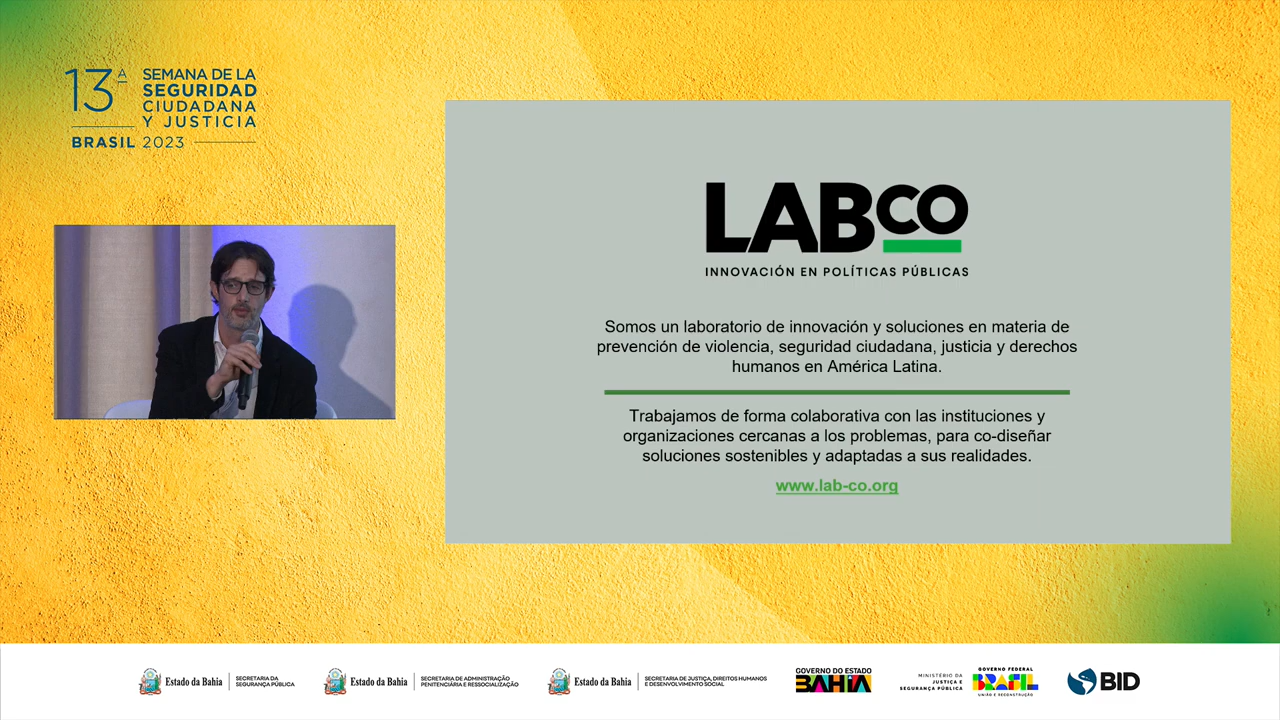 13ª
SEMANA DE LA
SEGURIDAD
CIUDADANA
Y JUSTICIA
BRASIL 2023
LABCO
INNOVACIÓN EN POLÍTICAS PÚBLICAS
Somos un laboratorio de innovación y soluciones en materia de
prevención de violencia, seguridad ciudadana, justicia y derechos
humanos en América Latina.
Trabajamos de forma colaborativa con las instituciones y
organizaciones cercanas a los problemas, para co-diseñar
soluciones sostenibles y adaptadas a sus realidades.
www.lab-co.org
Estado da Bahia
SECRETARIA DA
SEGURANÇA PÚBLICA
Estado da Bahia
SECRETARIA DE ADMINISTRAÇÃO
PENITENCIÁRIA E RESSOCIALIZAÇÃO
Estado da Bahia
SECRETARIA DE JUSTIÇA, DIREITOS HUMANOS
E DESENVOLVIMENTO SOCIAL
GOVERNO DO ESTADO
BAHIA
MINISTÉRIO DA
JUSTIÇA E
SEGURANÇA PÚBLICA
GOVERNO FEDERAL
BRASIL
UNIÃO E RECONSTRUÇÃO
BID